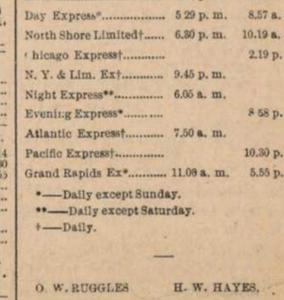 Day Express*............ 5 29 p. m. 8.57 a.
North Shore Limited†...... 6.30 p. m. 10.19 a.
Chicago Express†........... 2.19 p.
N. Y. & Lim. Ex†.......... 9.45 p. m.
Night Express**............ 6.05 a. m.
Evening Express*.......... 8 58 p.
Atlantic Express†.......... 7.50 a. m.
Pacific Express†............ 10.30 p.
Grand Rapids Ex*.......... 11.08 a. m. 5.55 p.
*—Daily except Sunday.
**—Daily except Saturday.
†—Daily.
O. W. RUGGLES H. W. HAYES,